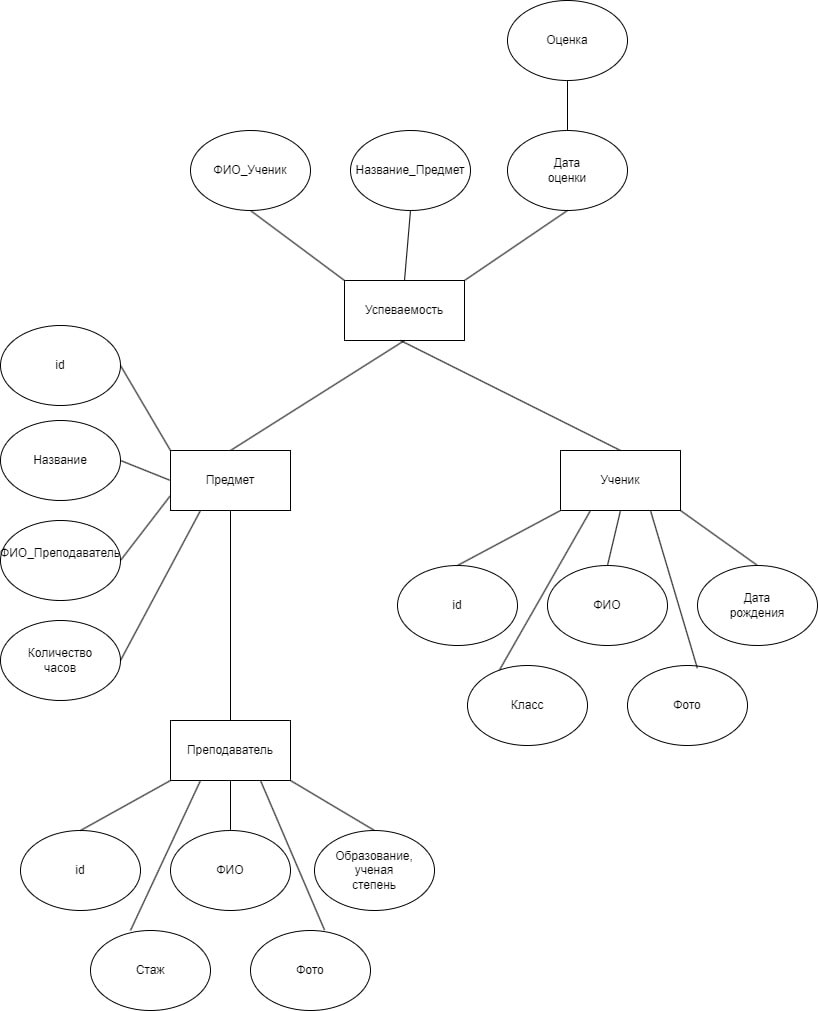 Оценка
ФИО_Ученик
Название_Предмет
Дата
оценки
Успеваемость
id
Название
Предмет
Ученик
ФИО_Преподаватель
id
ФИО
Дата
рождения
Количество
часов
Класс
Фото
Преподаватель
id
ФИО
Образование,
ученая
степень
Стаж
Фото